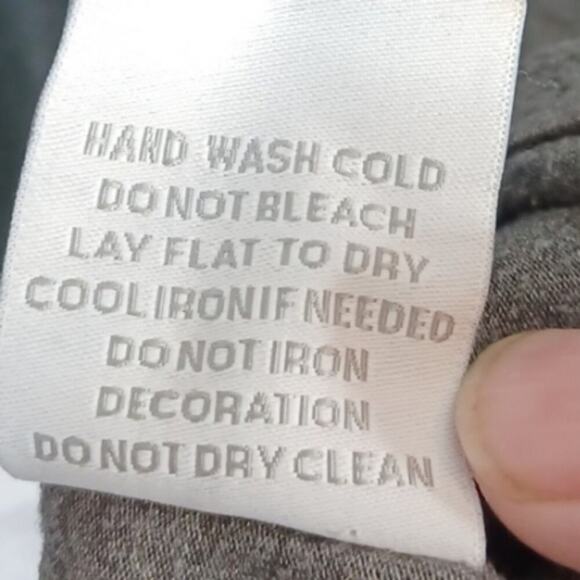 HAND WASH COLD
DO NOT BLEACH
LAY FLAT TO DRY
COOL IRON IF NEEDED
DO NOT IRON
DECORATION
DO NOT DRY CLEAN